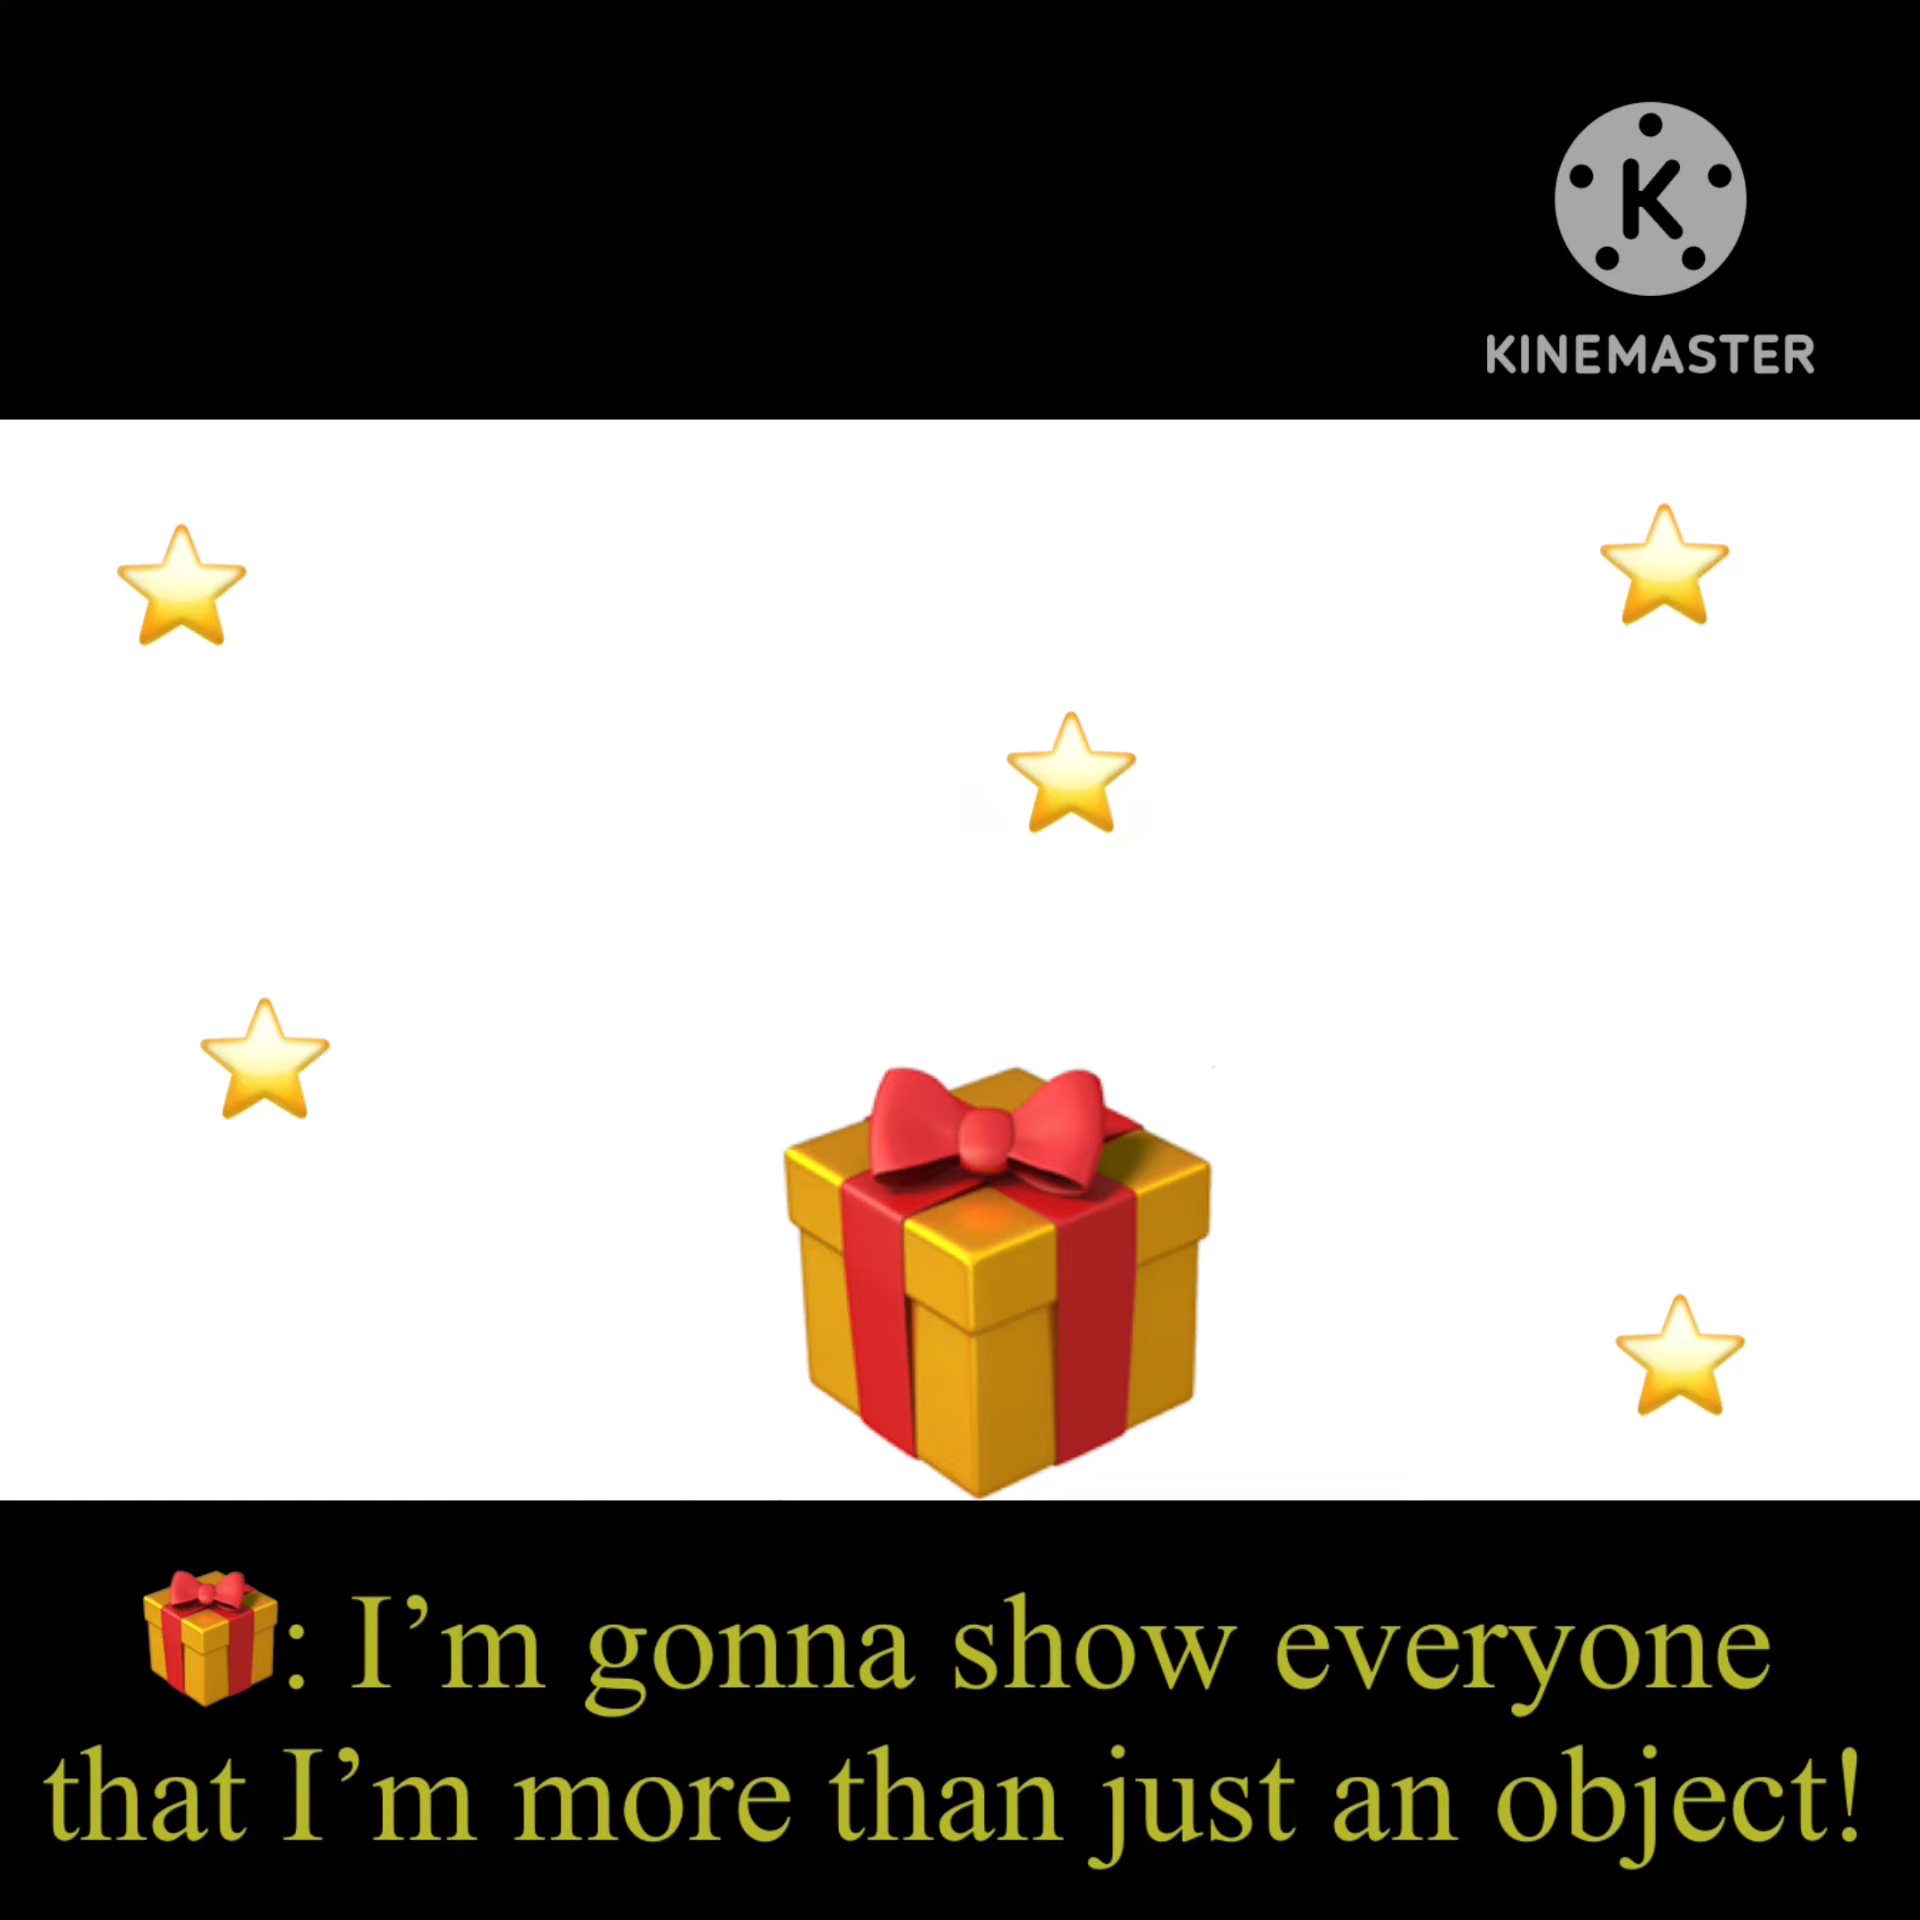 K
KINEMASTER
🎁: I’m gonna show everyone
that I’m more than just an object!